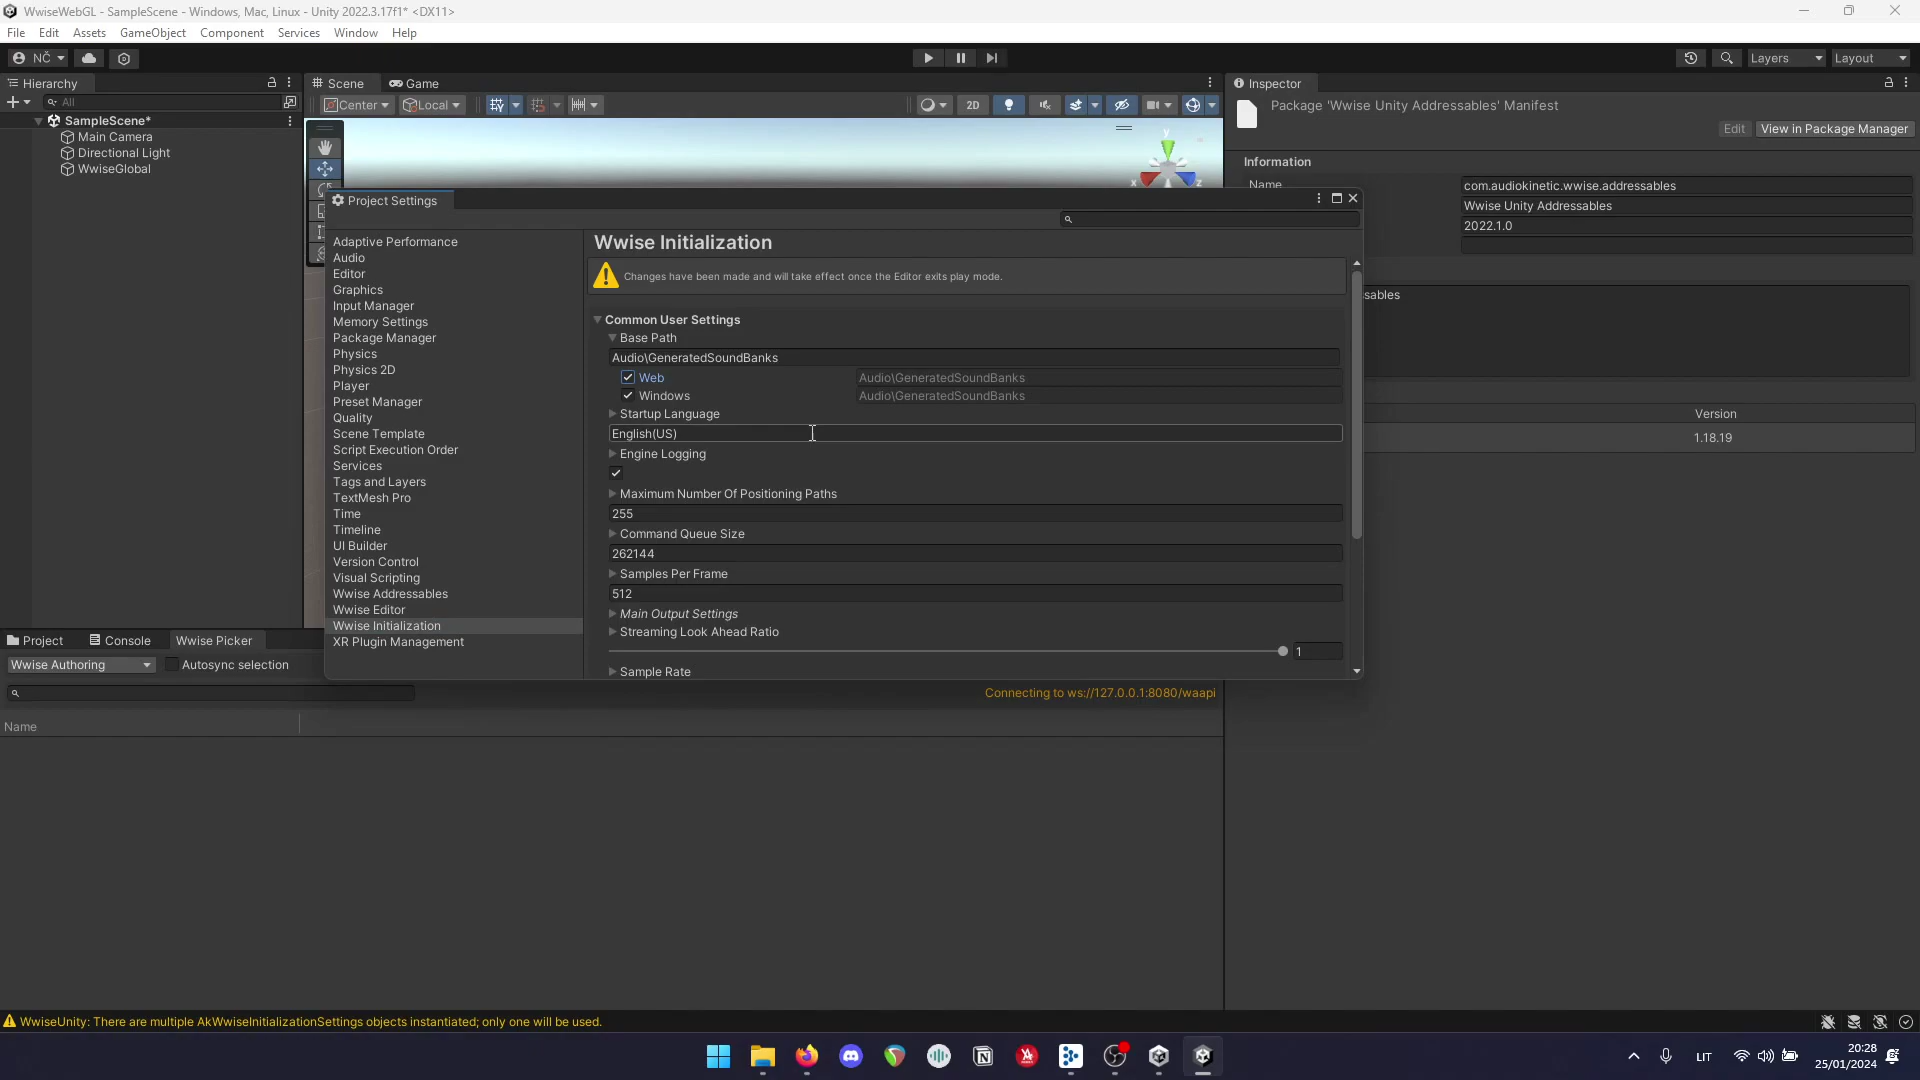 WwiseWebGL - SampleScene - Windows, Mac, Linux - Unity 2022.3.17f1* <DX11>
File Edit Assets GameObject Component Services Window Help
NČ
Layers
Layout
Hierarchy
All
SampleScene*
Main Camera
Directional Light
WwiseGlobal
Scene
Game
Center
Local
2D
y
x
z
Inspector
Package 'Wwise Unity Addressables' Manifest
Edit
View in Package Manager
Information
Name
com.audiokinetic.wwise.addressables
Wwise Unity Addressables
2022.1.0
sables
Version
1.18.19
Project Settings
Adaptive Performance
Audio
Editor
Graphics
Input Manager
Memory Settings
Package Manager
Physics
Physics 2D
Player
Preset Manager
Quality
Scene Template
Script Execution Order
Services
Tags and Layers
TextMesh Pro
Time
Timeline
UI Builder
Version Control
Visual Scripting
Wwise Addressables
Wwise Editor
Wwise Initialization
XR Plugin Management
Wwise Initialization
Changes have been made and will take effect once the Editor exits play mode.
Common User Settings
Base Path
Audio\GeneratedSoundBanks
Web Audio\GeneratedSoundBanks
Windows Audio\GeneratedSoundBanks
Startup Language
English(US)
Engine Logging
Maximum Number Of Positioning Paths
255
Command Queue Size
262144
Samples Per Frame
512
Main Output Settings
Streaming Look Ahead Ratio
1
Sample Rate
Project
Console
Wwise Picker
Wwise Authoring
Autosync selection
Connecting to ws://127.0.0.1:8080/waapi
Name
WwiseUnity: There are multiple AkWwiseInitializationSettings objects instantiated; only one will be used.
LIT
20:28
25/01/2024